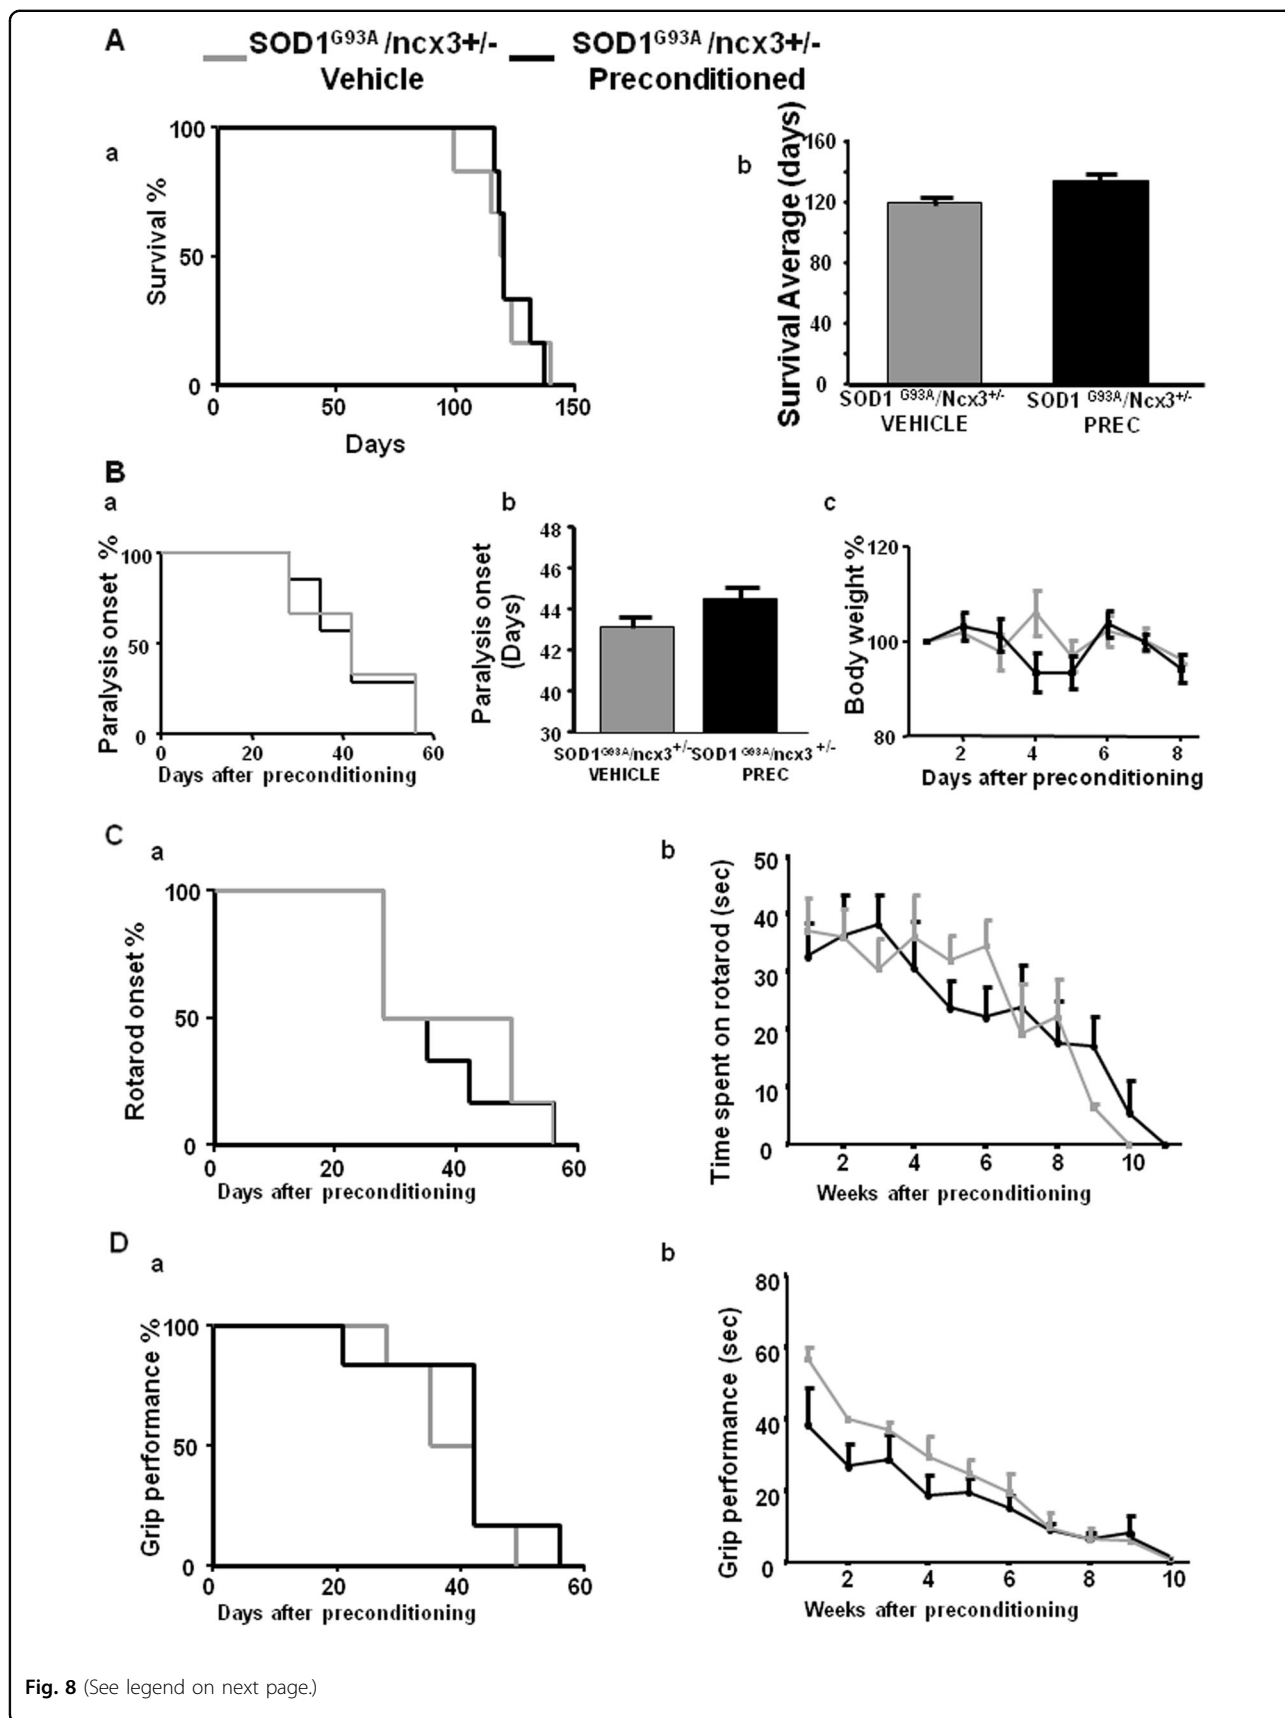 A
SOD1G93A/ncx3+/- Vehicle
SOD1G93A/ncx3+/- Preconditioned
a
Survival %
100
50
0
0 50 100 150
Days
b
Survival Average (days)
160
120
80
40
0
SOD1 G93A/Ncx3+/- VEHICLE
SOD1 G93A/Ncx3+/- PREC
B
a
Paralysis onset %
100
50
0
0 20 40 60
Days after preconditioning
b
Paralysis onset (Days)
48
46
44
42
40
30
SOD1G93A/ncx3+/- VEHICLE
SOD1G93A/ncx3+/- PREC
c
Body weight %
120
100
80
2 4 6 8
Days after preconditioning
C
a
Rotarod onset %
100
50
0
0 20 40 60
Days after preconditioning
b
Time spent on rotarod (sec)
50
40
30
20
10
0
2 4 6 8 10
Weeks after preconditioning
D
a
Grip performance %
100
50
0
0 20 40 60
Days after preconditioning
b
Grip performance (sec)
80
60
40
20
0
2 4 6 8 10
Weeks after preconditioning
Fig. 8 (See legend on next page.)